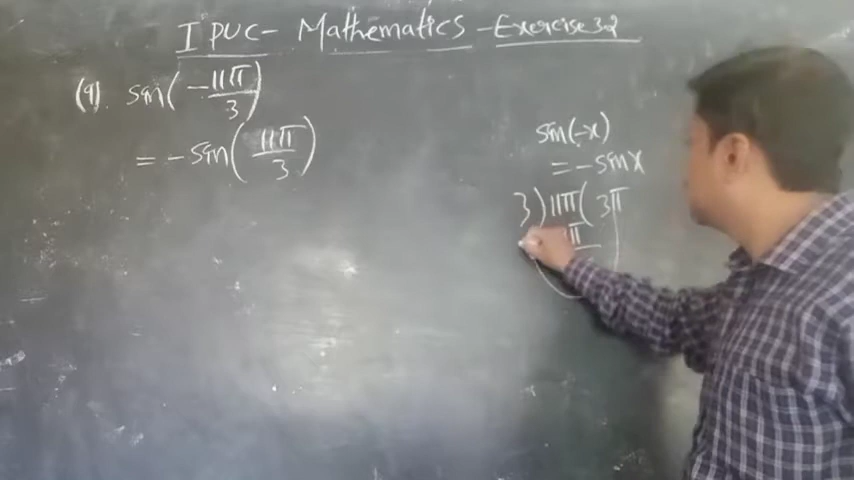 I PUC - Mathematics - Exercise 3.2
(9). sin(-11π/3)
= - sin(11π/3)
sin(-x)
= - sin x
3) 11π ( 3π
π